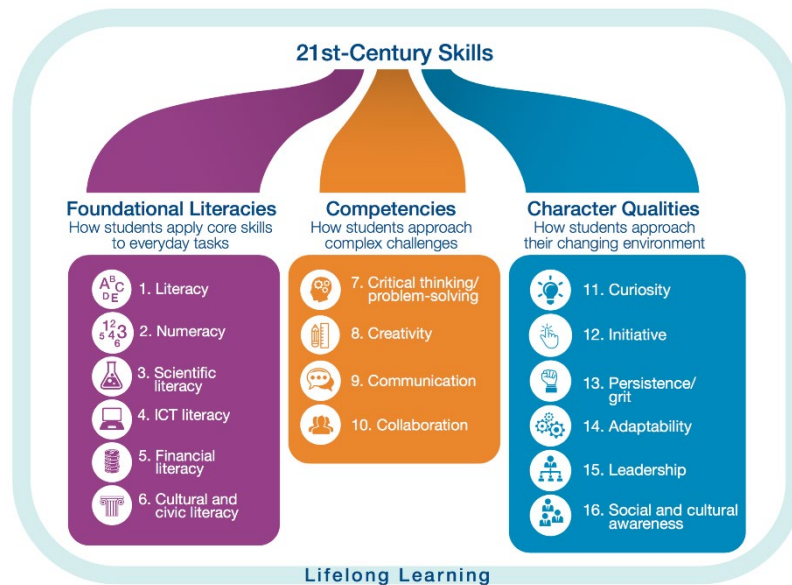 21st-Century Skills
Foundational Literacies
How students apply core skills
to everyday tasks
1. Literacy
2. Numeracy
3. Scientific
literacy
4. ICT literacy
5. Financial
literacy
6. Cultural and
civic literacy
Competencies
How students approach
complex challenges
7. Critical thinking/
problem-solving
8. Creativity
9. Communication
10. Collaboration
Character Qualities
How students approach
their changing environment
11. Curiosity
12. Initiative
13. Persistence/
grit
14. Adaptability
15. Leadership
16. Social and cultural
awareness
Lifelong Learning